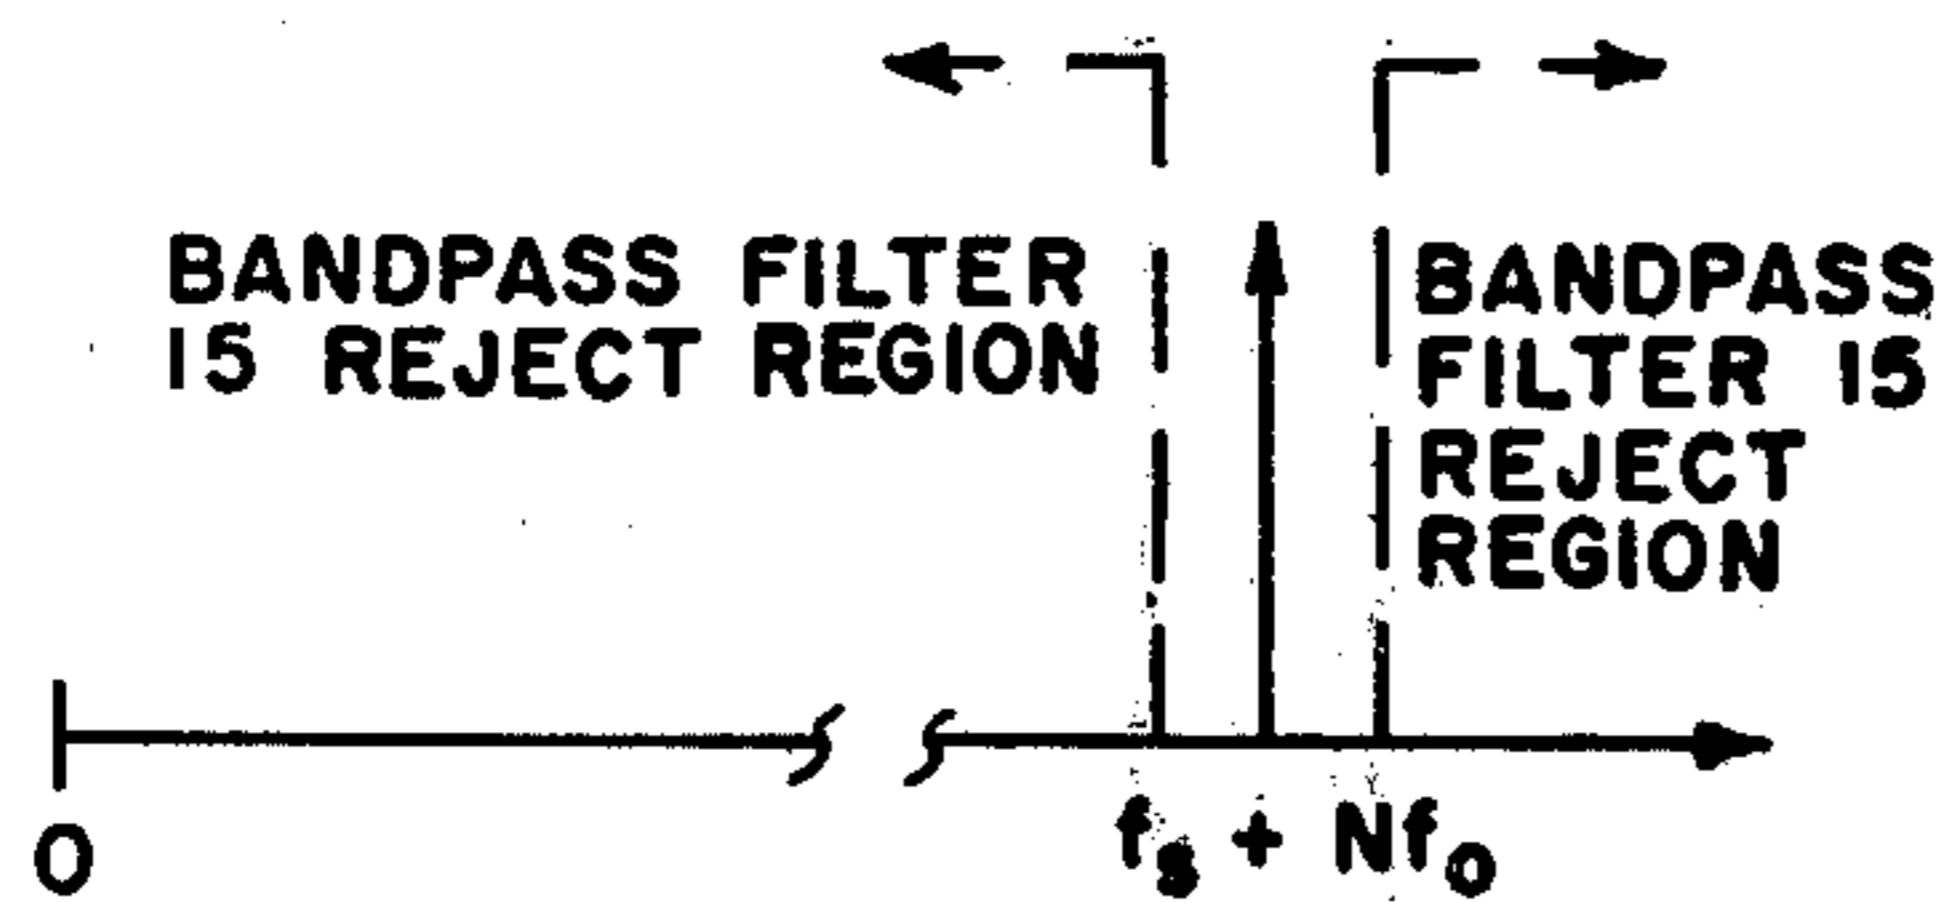 BANDPASS FILTER
15 REJECT REGION
BANDPASS
FILTER 15
REJECT
REGION
0
fs + Nfo